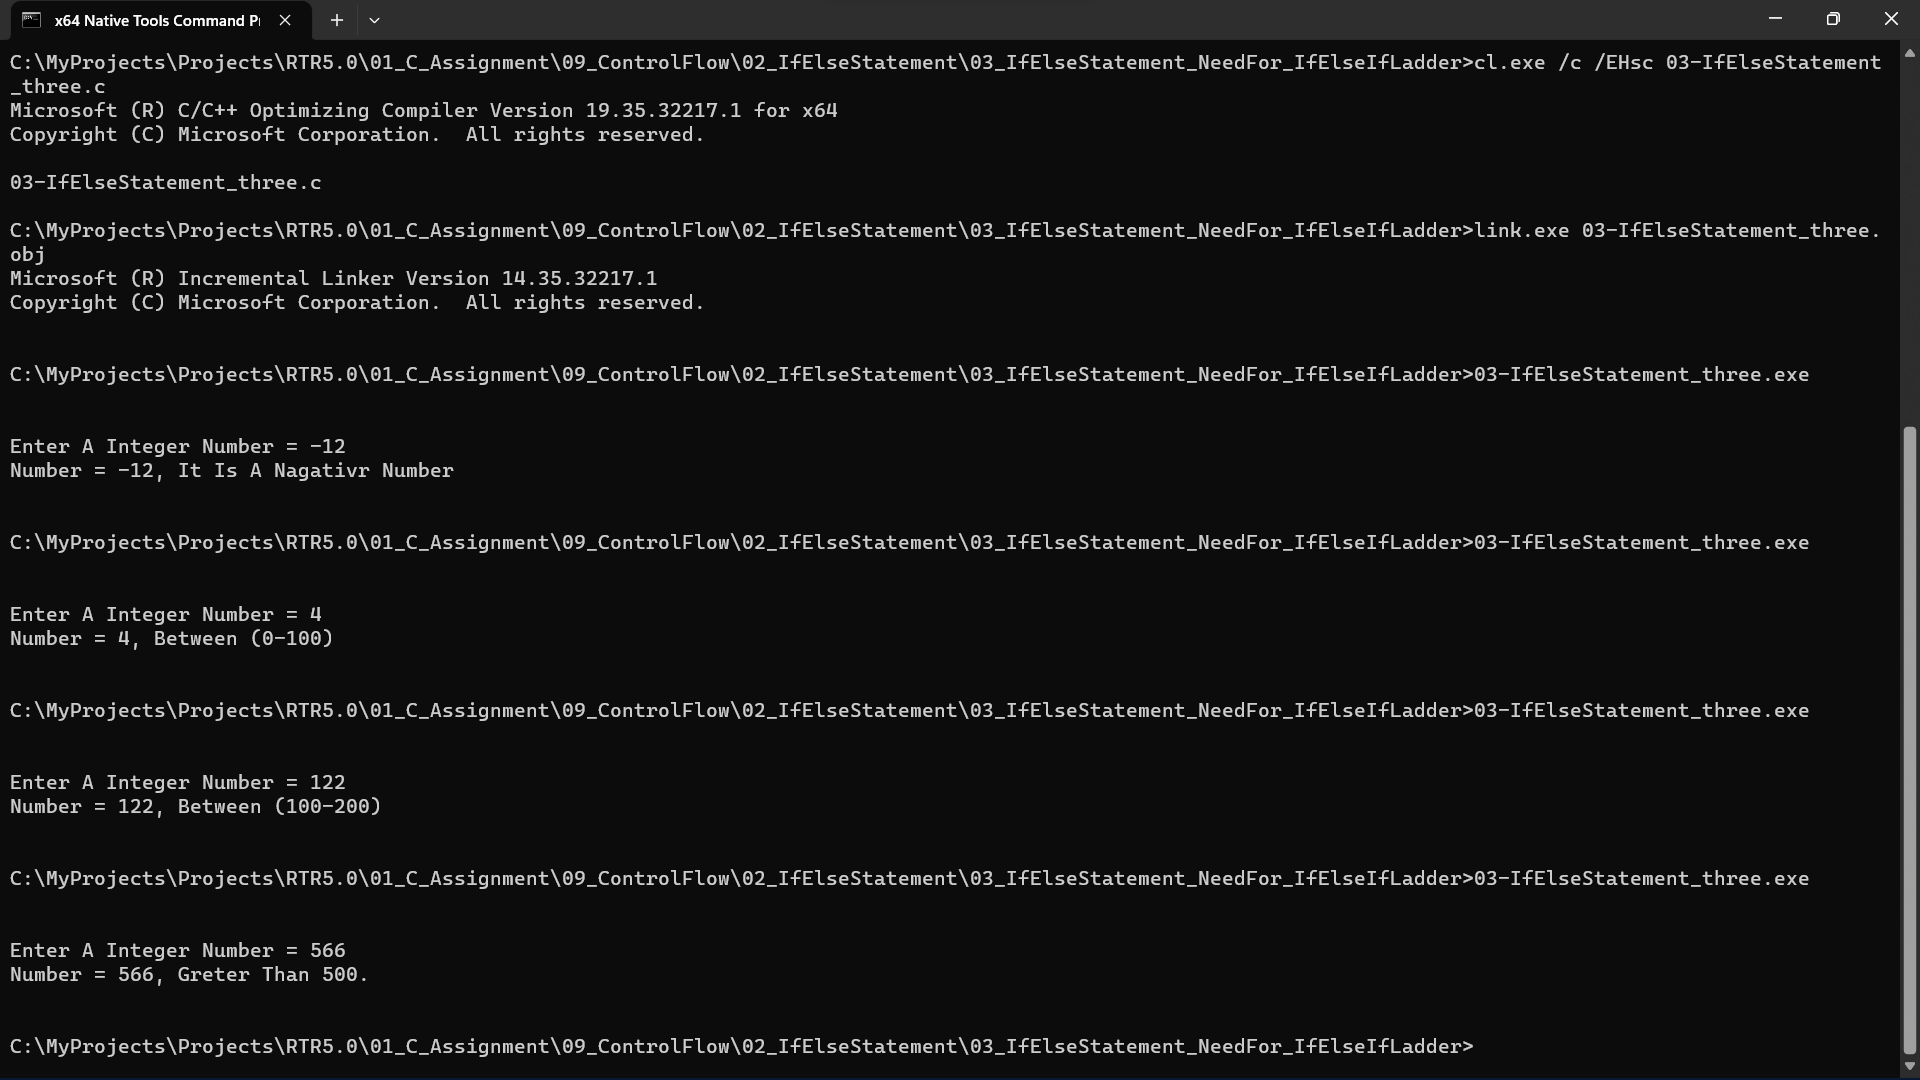 x64 Native Tools Command P
C:\MyProjects\Projects\RTR5.0\01_C_Assignment\09_ControlFlow\02_IfElseStatement\03_IfElseStatement_NeedFor_IfElseIfLadder>cl.exe /c /EHsc 03-IfElseStatement
_three.c
Microsoft (R) C/C++ Optimizing Compiler Version 19.35.32217.1 for x64
Copyright (C) Microsoft Corporation.  All rights reserved.
03-IfElseStatement_three.c
C:\MyProjects\Projects\RTR5.0\01_C_Assignment\09_ControlFlow\02_IfElseStatement\03_IfElseStatement_NeedFor_IfElseIfLadder>link.exe 03-IfElseStatement_three.
obj
Microsoft (R) Incremental Linker Version 14.35.32217.1
Copyright (C) Microsoft Corporation.  All rights reserved.
C:\MyProjects\Projects\RTR5.0\01_C_Assignment\09_ControlFlow\02_IfElseStatement\03_IfElseStatement_NeedFor_IfElseIfLadder>03-IfElseStatement_three.exe
Enter A Integer Number = -12
Number = -12, It Is A Nagativr Number
C:\MyProjects\Projects\RTR5.0\01_C_Assignment\09_ControlFlow\02_IfElseStatement\03_IfElseStatement_NeedFor_IfElseIfLadder>03-IfElseStatement_three.exe
Enter A Integer Number = 4
Number = 4, Between (0-100)
C:\MyProjects\Projects\RTR5.0\01_C_Assignment\09_ControlFlow\02_IfElseStatement\03_IfElseStatement_NeedFor_IfElseIfLadder>03-IfElseStatement_three.exe
Enter A Integer Number = 122
Number = 122, Between (100-200)
C:\MyProjects\Projects\RTR5.0\01_C_Assignment\09_ControlFlow\02_IfElseStatement\03_IfElseStatement_NeedFor_IfElseIfLadder>03-IfElseStatement_three.exe
Enter A Integer Number = 566
Number = 566, Greter Than 500.
C:\MyProjects\Projects\RTR5.0\01_C_Assignment\09_ControlFlow\02_IfElseStatement\03_IfElseStatement_NeedFor_IfElseIfLadder>